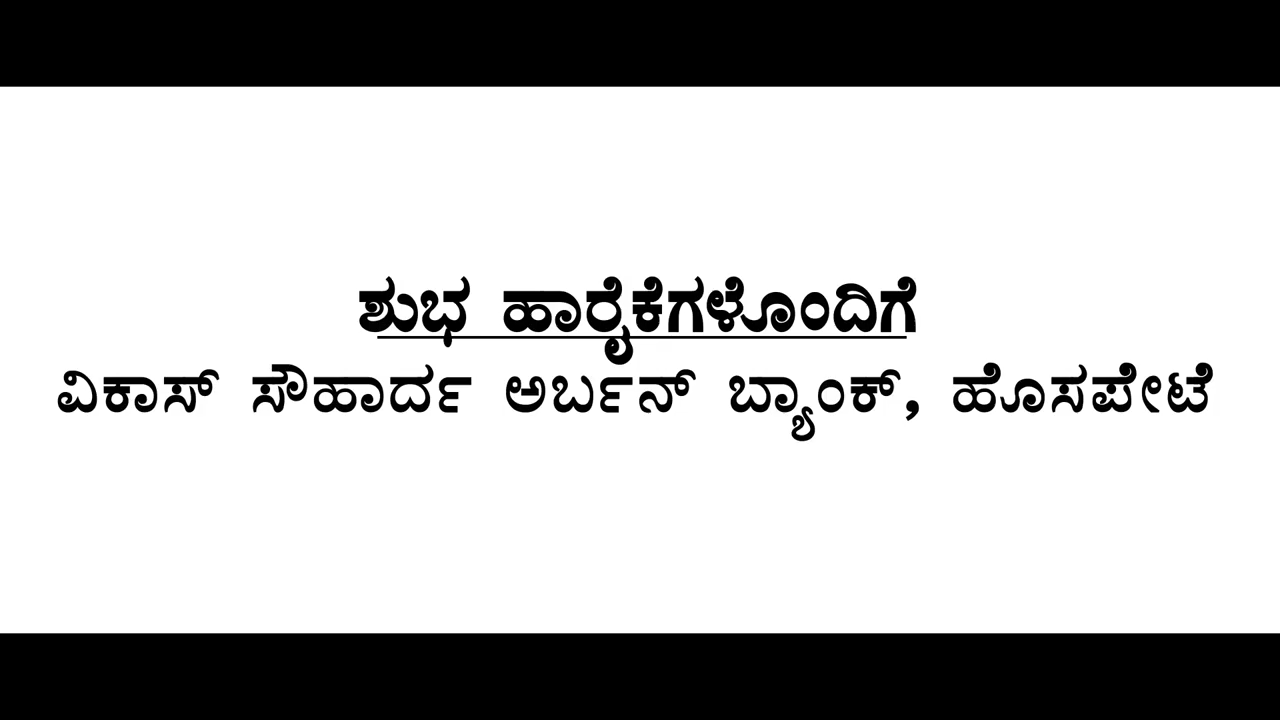 ಶುಭ ಹಾರೈಕೆಗಳೊಂದಿಗೆ
ವಿಕಾಸ್ ಸೌಹಾರ್ದ ಅರ್ಬನ್ ಬ್ಯಾಂಕ್, ಹೊಸಪೇಟೆ